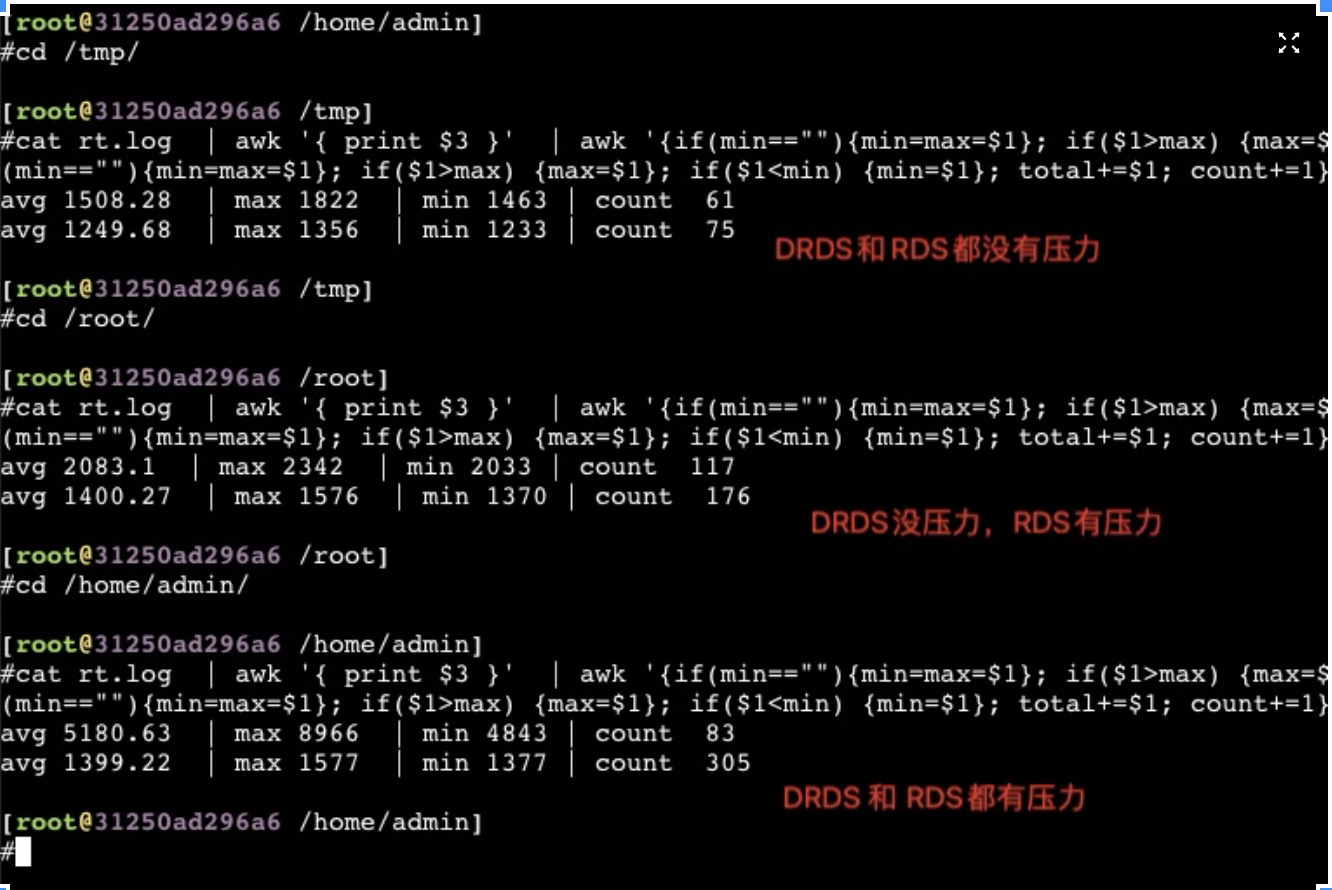 [root@31250ad296a6 /home/admin]
#cd /tmp/
[root@31250ad296a6 /tmp]
#cat rt.log  | awk '{ print $3 }'  | awk '{if(min==""){min=max=$1}; if($1>max) {max=$
(min==""){min=max=$1}; if($1>max) {max=$1}; if($1<min) {min=$1}; total+=$1; count+=1}
avg 1508.28  | max 1822  | min 1463 | count  61
avg 1249.68  | max 1356  | min 1233 | count  75
DRDS和RDS都没有压力
[root@31250ad296a6 /tmp]
#cd /root/
[root@31250ad296a6 /root]
#cat rt.log  | awk '{ print $3 }'  | awk '{if(min==""){min=max=$1}; if($1>max) {max=$
(min==""){min=max=$1}; if($1>max) {max=$1}; if($1<min) {min=$1}; total+=$1; count+=1}
avg 2083.1  | max 2342  | min 2033 | count  117
avg 1400.27  | max 1576  | min 1370 | count  176
DRDS没压力，RDS有压力
[root@31250ad296a6 /root]
#cd /home/admin/
[root@31250ad296a6 /home/admin]
#cat rt.log  | awk '{ print $3 }'  | awk '{if(min==""){min=max=$1}; if($1>max) {max=$
(min==""){min=max=$1}; if($1>max) {max=$1}; if($1<min) {min=$1}; total+=$1; count+=1}
avg 5180.63  | max 8966  | min 4843 | count  83
avg 1399.22  | max 1577  | min 1377 | count  305
DRDS 和 RDS都有压力
[root@31250ad296a6 /home/admin]
#